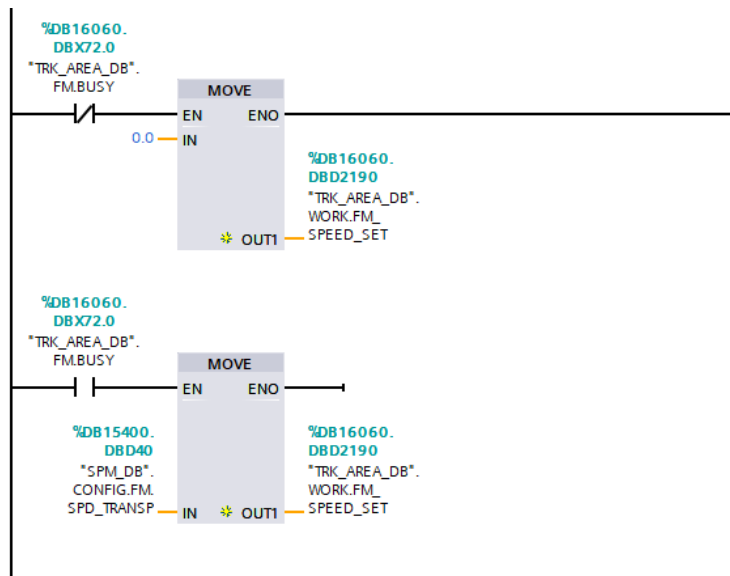 %DB16060.
DBX72.0
"TRK_AREA_DB".
FM.BUSY
MOVE
EN ENO
0.0 IN
%DB16060.
DBD2190
"TRK_AREA_DB".
WORK.FM_
SPEED_SET
OUT1
%DB16060.
DBX72.0
"TRK_AREA_DB".
FM.BUSY
MOVE
EN ENO
%DB15400.
DBD40
"SPM_DB".
CONFIG.FM.
SPD_TRANSP
IN OUT1
%DB16060.
DBD2190
"TRK_AREA_DB".
WORK.FM_
SPEED_SET